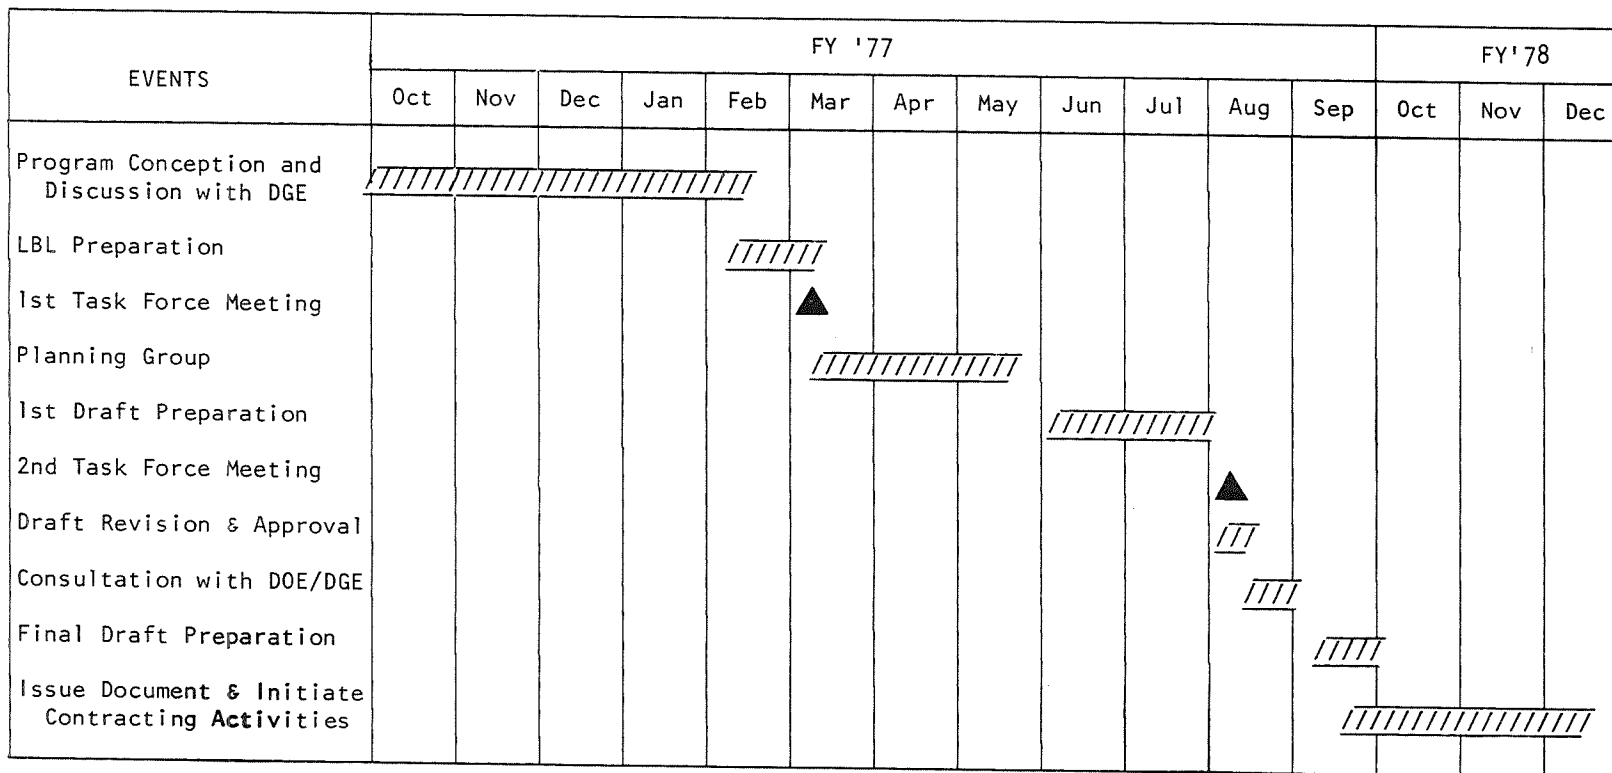 FY '77
FY'78
EVENTS
Oct Nov Dec Jan Feb Mar Apr May Jun Jul Aug Sep Oct Nov Dec
Program Conception and
Discussion with DGE
LBL Preparation
1st Task Force Meeting
Planning Group
1st Draft Preparation
2nd Task Force Meeting
Draft Revision & Approval
Consultation with DOE/DGE
Final Draft Preparation
Issue Document & Initiate
Contracting Activities